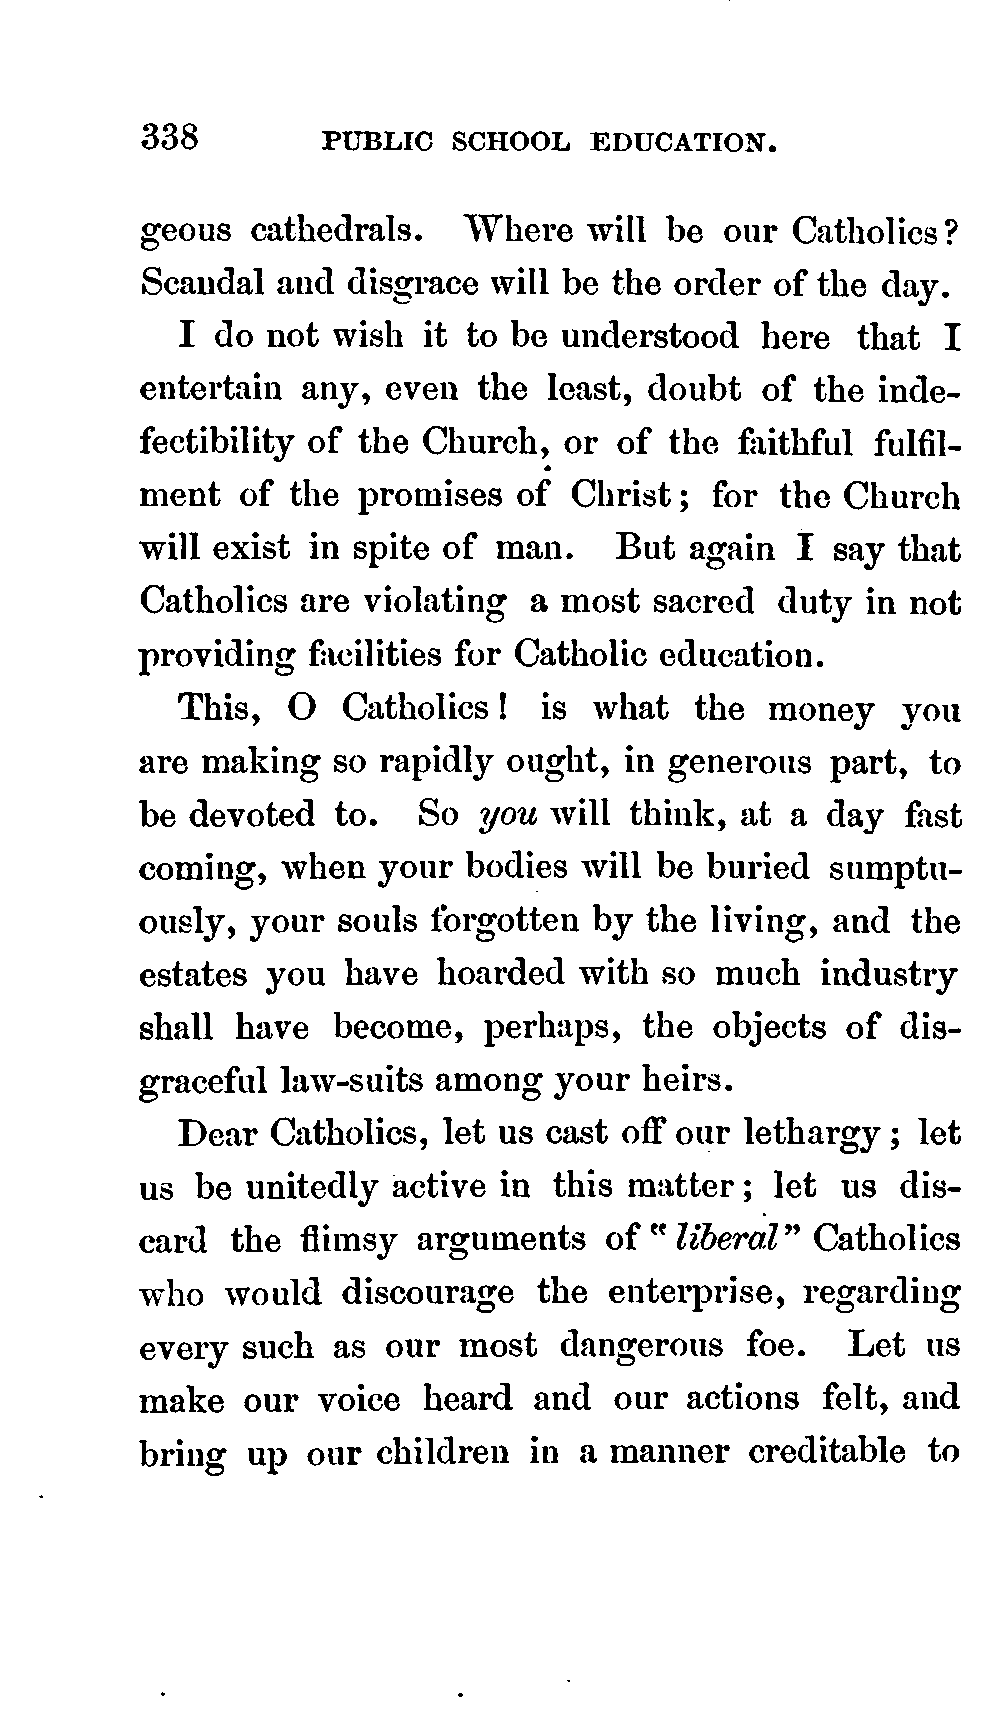 338 PUBLIC SCHOOL EDUCATION.
geous cathedrals. Where will be our Catholics?
Scandal and disgrace will be the order of the day.
I do not wish it to be understood here that I
entertain any, even the least, doubt of the inde-
fectibility of the Church, or of the faithful fulfil-
ment of the promises of Christ; for the Church
will exist in spite of man. But again I say that
Catholics are violating a most sacred duty in not
providing facilities for Catholic education.
This, O Catholics! is what the money you
are making so rapidly ought, in generous part, to
be devoted to. So you will think, at a day fast
coming, when your bodies will be buried sumptu-
ously, your souls forgotten by the living, and the
estates you have hoarded with so much industry
shall have become, perhaps, the objects of dis-
graceful law-suits among your heirs.
Dear Catholics, let us cast off our lethargy; let
us be unitedly active in this matter; let us dis-
card the flimsy arguments of "liberal" Catholics
who would discourage the enterprise, regarding
every such as our most dangerous foe. Let us
make our voice heard and our actions felt, and
bring up our children in a manner creditable to